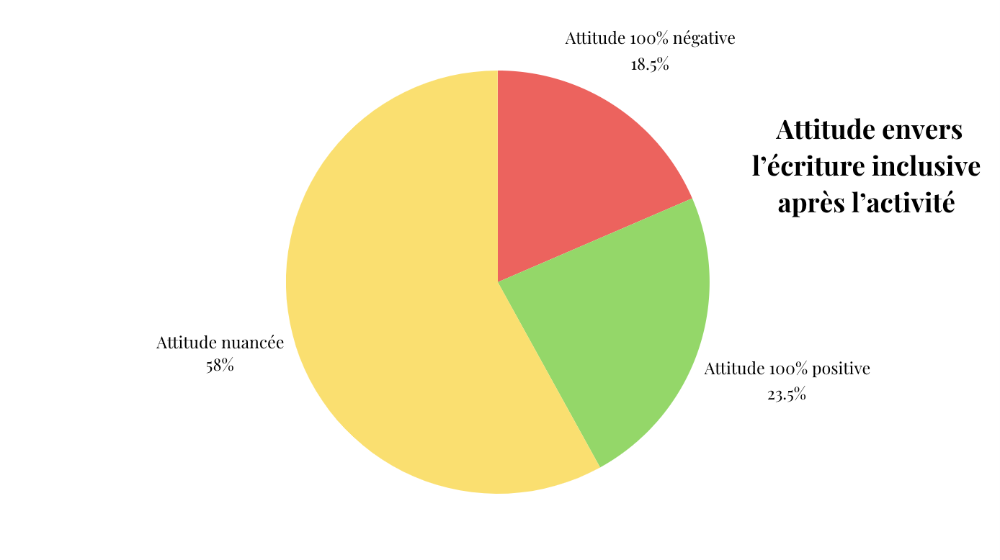 Attitude 100% négative
18.5%
Attitude envers
l’écriture inclusive
après l’activité
Attitude nuancée
58%
Attitude 100% positive
23.5%